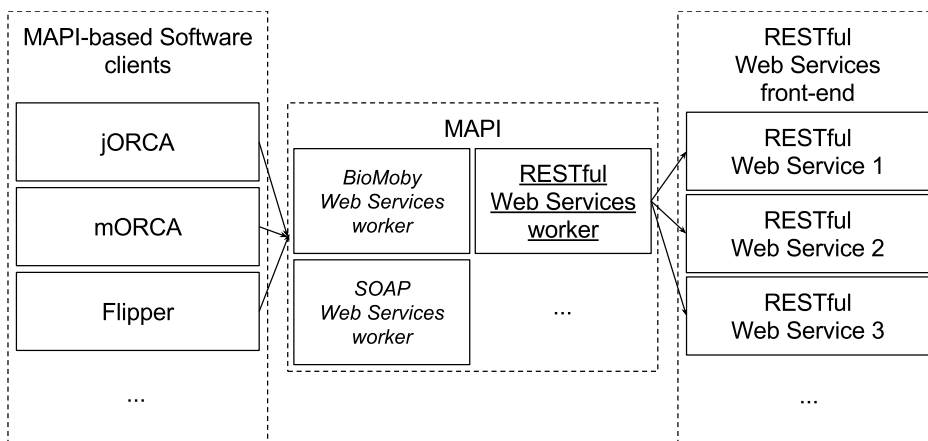 MAPI-based Software
clients
jORCA
mORCA
Flipper
...
MAPI
BioMoby
Web Services
worker
RESTful
Web Services
worker
SOAP
Web Services
worker
...
RESTful
Web Services
front-end
RESTful
Web Service 1
RESTful
Web Service 2
RESTful
Web Service 3
...